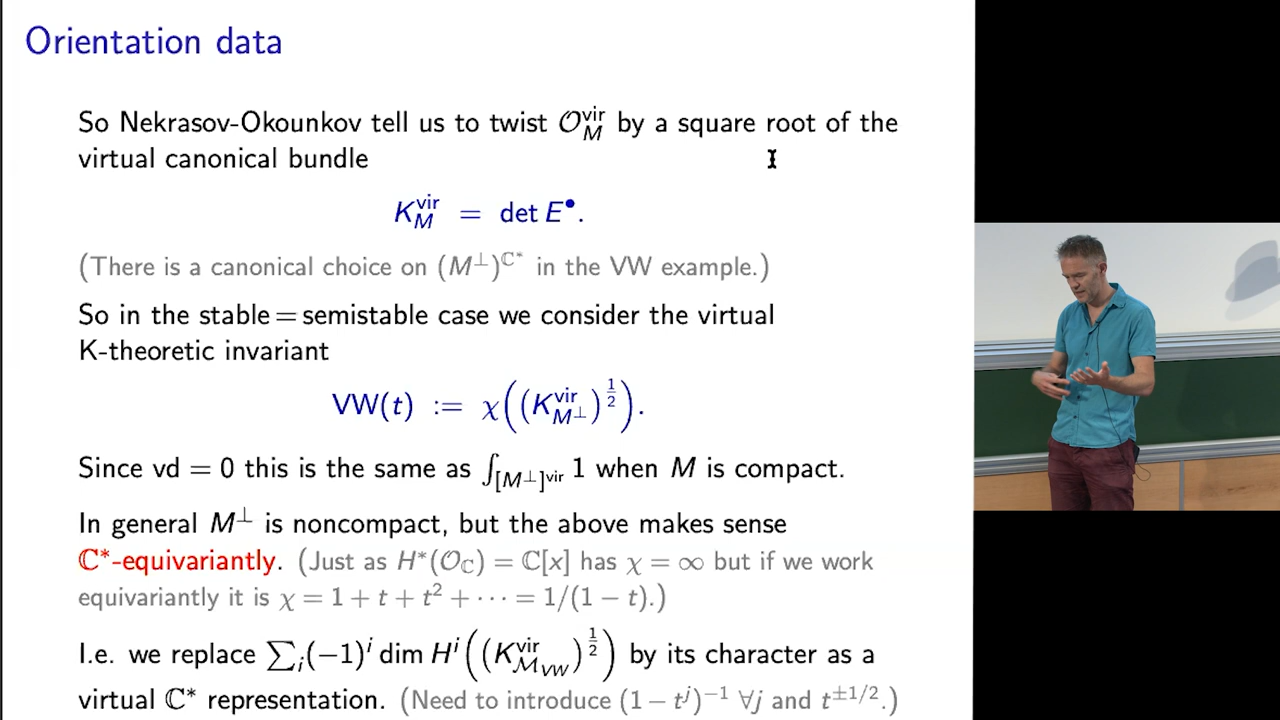 Orientation data
So Nekrasov-Okounkov tell us to twist 𝒪_M^vir by a square root of the
virtual canonical bundle
K_M^vir = det E^•.
(There is a canonical choice on (M^⊥)^ℂ* in the VW example.)
So in the stable = semistable case we consider the virtual
K-theoretic invariant
VW(t) := χ((K_{M^⊥}^vir)^{1/2}).
Since vd = 0 this is the same as ∫_{[M^⊥]^vir} 1 when M is compact.
In general M^⊥ is noncompact, but the above makes sense
ℂ*-equivariantly. (Just as H*(𝒪_ℂ) = ℂ[x] has χ = ∞ but if we work
equivariantly it is χ = 1 + t + t² + ··· = 1/(1 − t).)
I.e. we replace ∑_i(−1)^i dim H^i((K_{ℳ_VW}^vir)^{1/2}) by its character as a
virtual ℂ* representation. (Need to introduce (1 − t^j)^{−1} ∀j and t^{±1/2}.)